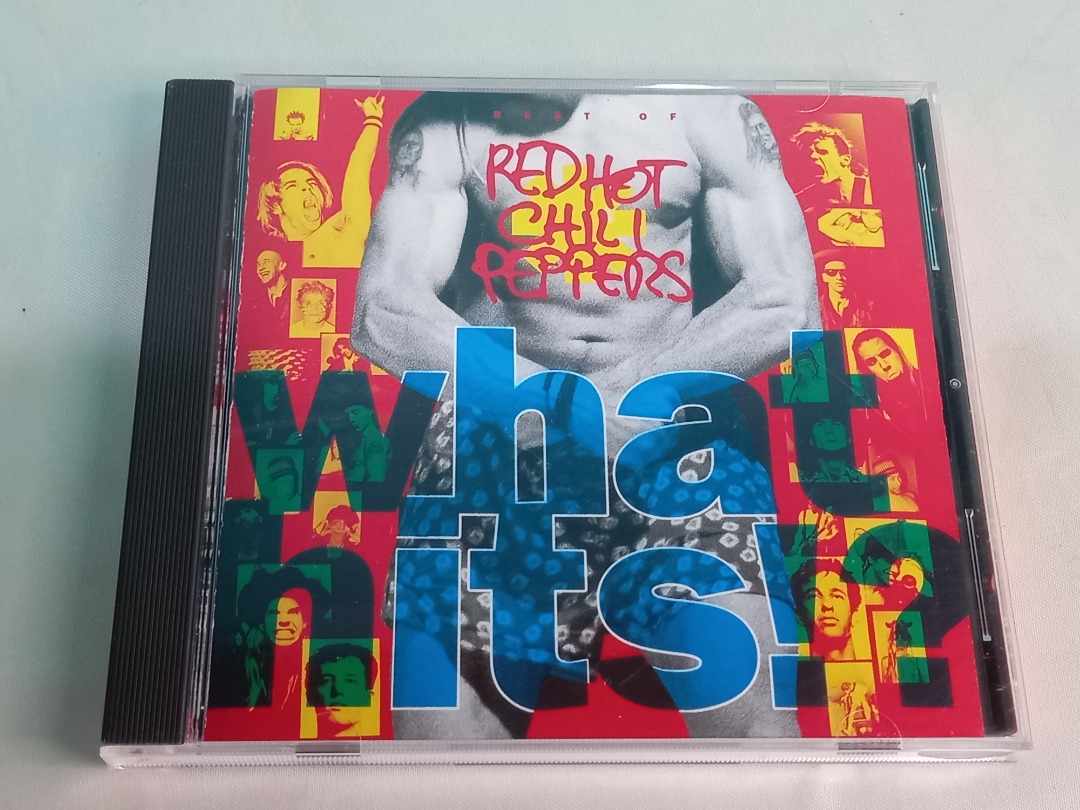 BEST OF
RED HOT
CHILI
PEPPERS
what
hits!?